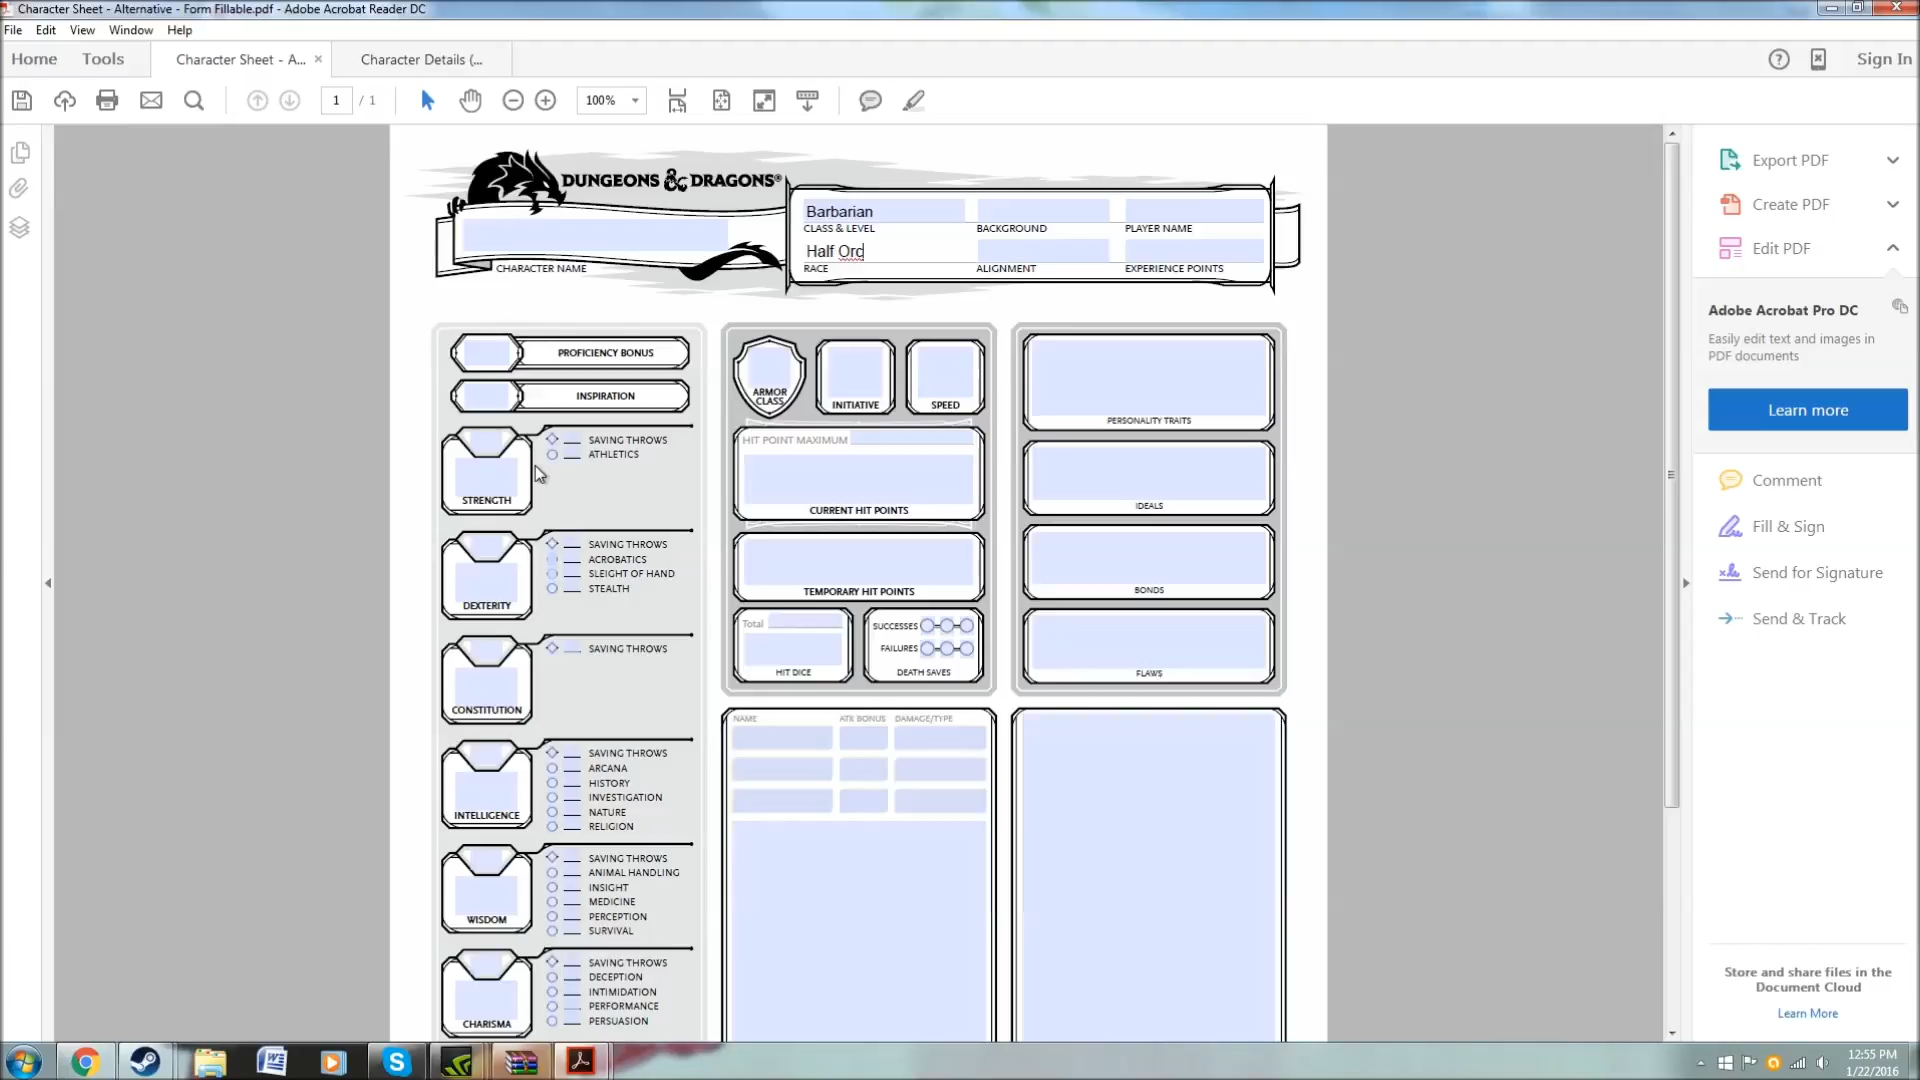 Character Sheet - Alternative - Form Fillable.pdf - Adobe Acrobat Reader DC
File Edit View Window Help
Home Tools Character Sheet - A... × Character Details (... Sign In
1 / 1 100%
DUNGEONS & DRAGONS®
Barbarian
CLASS & LEVEL BACKGROUND PLAYER NAME
Half Orc
CHARACTER NAME RACE ALIGNMENT EXPERIENCE POINTS
PROFICIENCY BONUS
INSPIRATION
STRENGTH
SAVING THROWS
ATHLETICS
DEXTERITY
SAVING THROWS
ACROBATICS
SLEIGHT OF HAND
STEALTH
CONSTITUTION
SAVING THROWS
INTELLIGENCE
SAVING THROWS
ARCANA
HISTORY
INVESTIGATION
NATURE
RELIGION
WISDOM
SAVING THROWS
ANIMAL HANDLING
INSIGHT
MEDICINE
PERCEPTION
SURVIVAL
CHARISMA
SAVING THROWS
DECEPTION
INTIMIDATION
PERFORMANCE
PERSUASION
ARMOR
CLASS
INITIATIVE
SPEED
HIT POINT MAXIMUM
CURRENT HIT POINTS
TEMPORARY HIT POINTS
Total
HIT DICE
SUCCESSES
FAILURES
DEATH SAVES
NAME ATK BONUS DAMAGE/TYPE
PERSONALITY TRAITS
IDEALS
BONDS
FLAWS
Export PDF
Create PDF
Edit PDF
Adobe Acrobat Pro DC
Easily edit text and images in
PDF documents
Learn more
Comment
Fill & Sign
Send for Signature
Send & Track
Store and share files in the
Document Cloud
Learn More
12:55 PM
1/22/2016